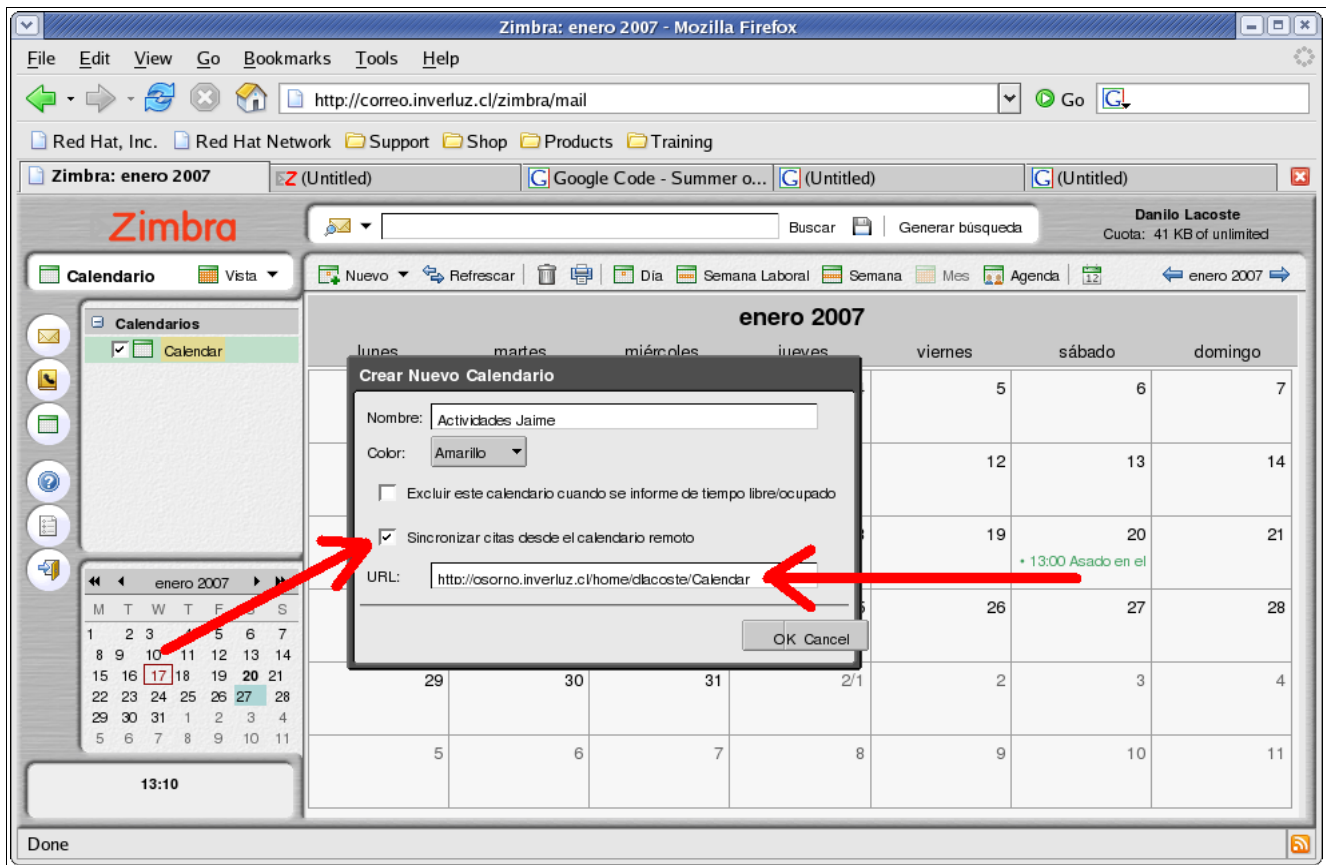 Zimbra: enero 2007 - Mozilla Firefox
File Edit View Go Bookmarks Tools Help
http://correo.inverluz.cl/zimbra/mail Go G
Red Hat, Inc. Red Hat Network Support Shop Products Training
Zimbra: enero 2007 Z (Untitled) G Google Code - Summer o... G (Untitled) G (Untitled)
Zimbra Buscar Generar búsqueda Danilo Lacoste
Cuota: 41 KB of unlimited
Calendario Vista Nuevo Refrescar Día Semana Laboral Semana Mes Agenda 12 enero 2007
Calendarios
Calendar
enero 2007
lunes martes miércoles jueves viernes sábado domingo
Crear Nuevo Calendario
Nombre: Actividades Jaime
Color: Amarillo
Excluir este calendario cuando se informe de tiempo libre/ocupado
Sincronizar citas desde el calendario remoto
URL: http://osorno.inverluz.cl/home/dlacoste/Calendar
OK Cancel
5 6 7
12 13 14
19 20 21
• 13:00 Asado en el
26 27 28
29 30 31 2/1 2 3 4
5 6 7 8 9 10 11
enero 2007
M T W T F S
1 2 3 5 6 7
8 9 10 11 12 13 14
15 16 17 18 19 20 21
22 23 24 25 26 27 28
29 30 31 1 2 3 4
5 6 7 8 9 10 11
13:10
Done